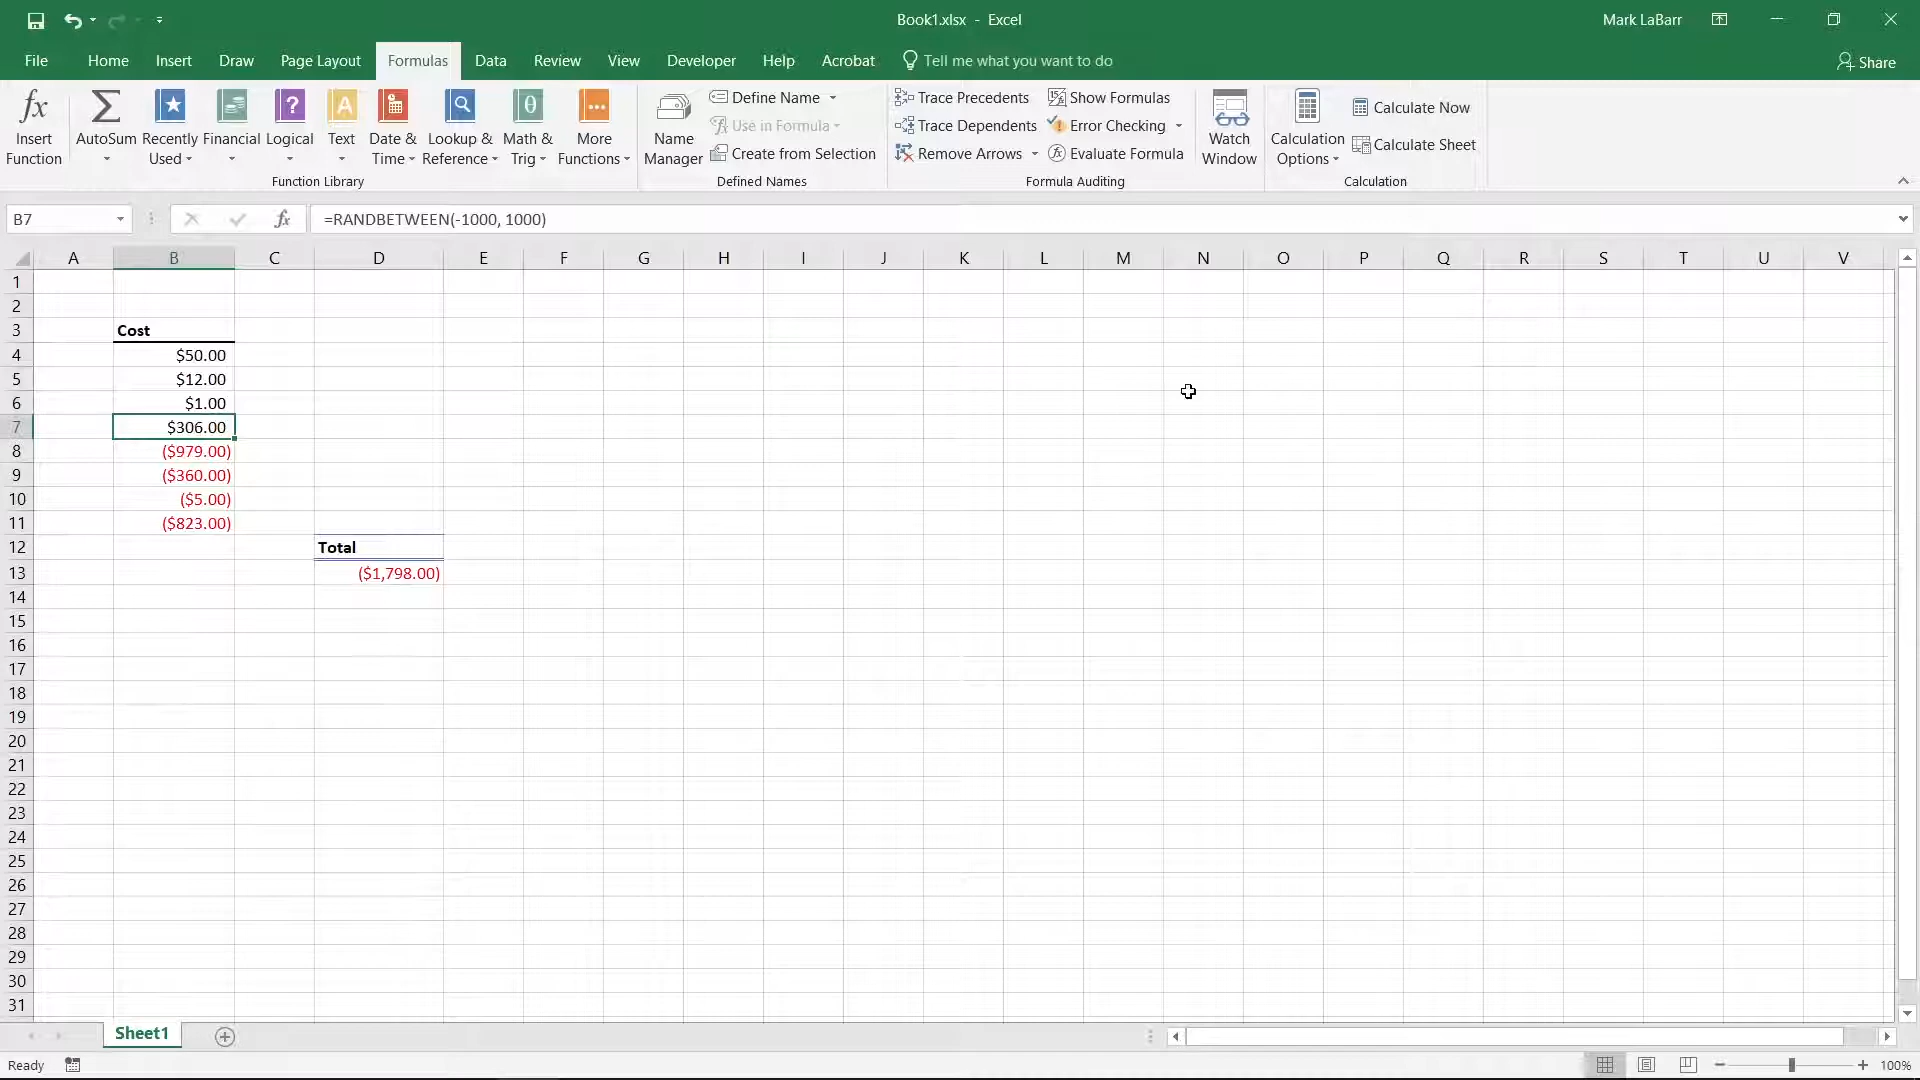 Book1.xlsx - Excel
Mark LaBarr
File Home Insert Draw Page Layout Formulas Data Review View Developer Help Acrobat Tell me what you want to do Share
fx Insert Function
AutoSum
Recently Used
Financial
Logical
Text
Date & Time
Lookup & Reference
Math & Trig
More Functions
Function Library
Name Manager
Define Name
Use in Formula
Create from Selection
Defined Names
Trace Precedents
Trace Dependents
Remove Arrows
Show Formulas
Error Checking
Evaluate Formula
Formula Auditing
Watch Window
Calculation Options
Calculate Now
Calculate Sheet
Calculation
B7 fx =RANDBETWEEN(-1000, 1000)
A B C D E F G H I J K L M N O P Q R S T U V
1
2
3 Cost
4 $50.00
5 $12.00
6 $1.00
7 $306.00
8 ($979.00)
9 ($360.00)
10 ($5.00)
11 ($823.00)
12 Total
13 ($1,798.00)
14
15
16
17
18
19
20
21
22
23
24
25
26
27
28
29
30
31
Sheet1
Ready 100%